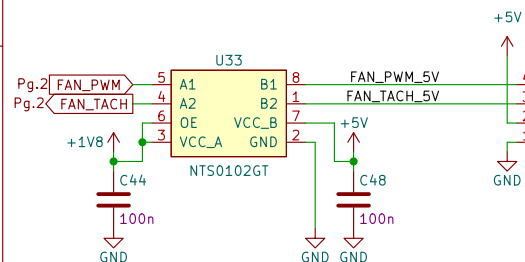 +5V
U33
Pg.2 FAN_PWM 5 A1 B1 8 FAN_PWM_5V
Pg.2 FAN_TACH 4 A2 B2 1 FAN_TACH_5V
6 OE VCC_B 7
+1V8 3 VCC_A GND 2 +5V
NTS0102GT
C44 C48
100n 100n
GND
GND GND GND